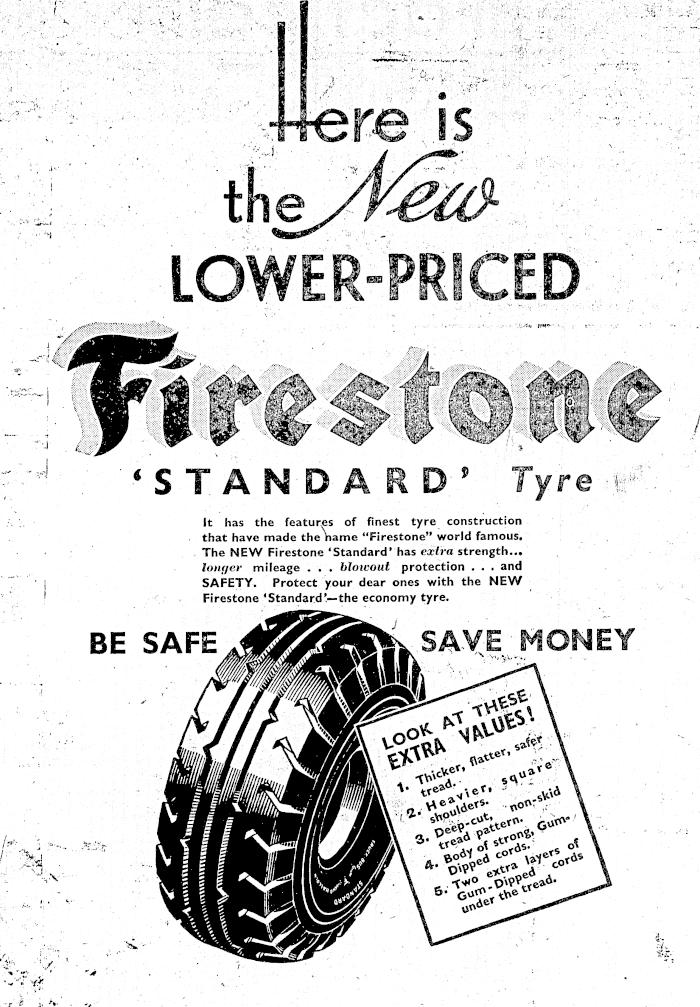 Here is
the New
LOWER-PRICED
Firestone
'STANDARD' Tyre
It has the features of finest tyre construction
that have made the name "Firestone" world famous.
The NEW Firestone 'Standard' has extra strength...
longer mileage . . . blowout protection . . . and
SAFETY. Protect your dear ones with the NEW
Firestone 'Standard'—the economy tyre.
BE SAFE SAVE MONEY
LOOK AT THESE
EXTRA VALUES!
1. Thicker, flatter, safer
tread.
2. Heavier, square
shoulders.
3. Deep-cut, non-skid
tread pattern.
4. Body of strong, Gum-
Dipped cords.
5. Two extra layers of
Gum-Dipped cords
under the tread.
STANDARD